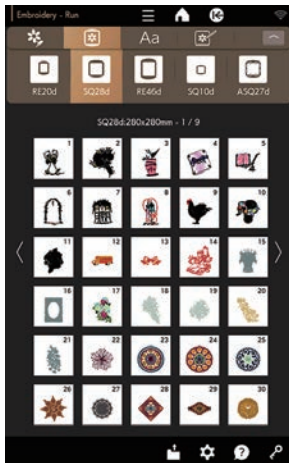 Embroidery - Run
Aa
RE20d SQ28d RE46d SQ10d ASQ27d
SQ28d:280x280mm - 1 / 9
1 2 3 4 5
6 7 8 9 10
11 12 13 14 15
16 17 18 19 20
21 22 23 24 25
26 27 28 29 30